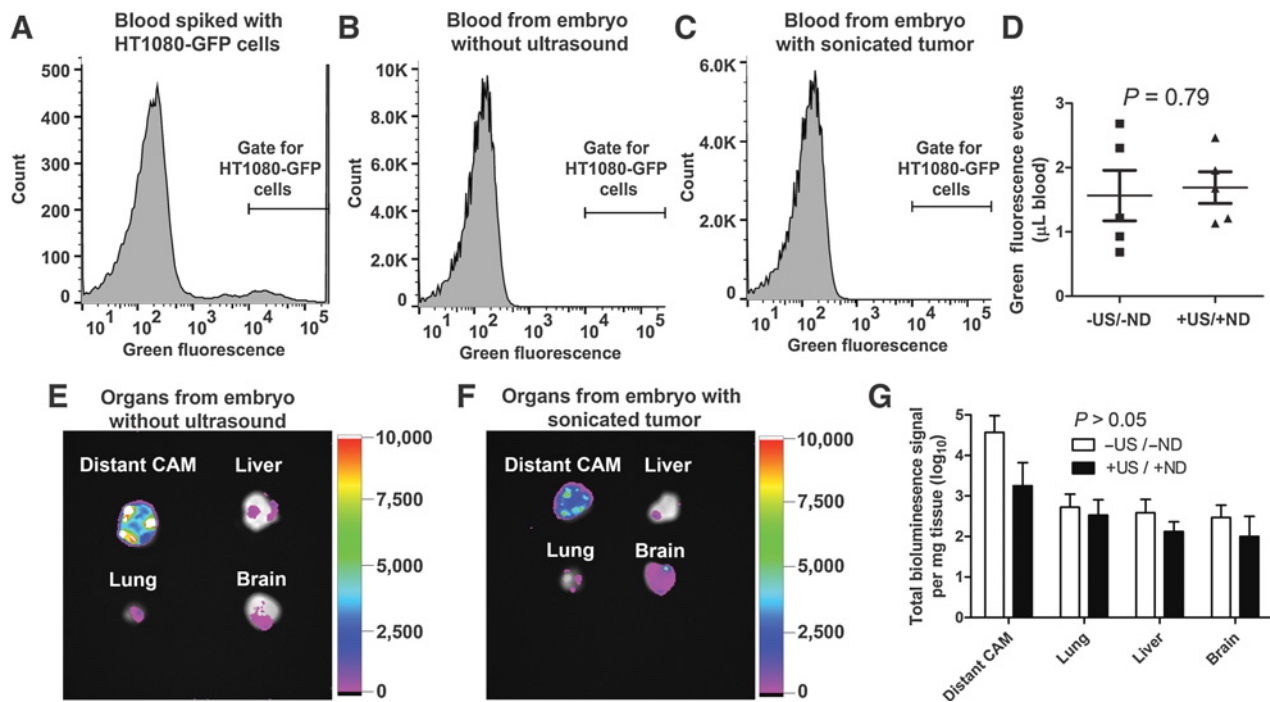 A
Blood spiked with
HT1080-GFP cells
500
400
300
200
100
0
Count
Gate for
HT1080-GFP
cells
10^1 10^2 10^3 10^4 10^5
Green fluorescence
B
Blood from embryo
without ultrasound
10.0K
8.0K
6.0K
4.0K
2.0K
0
Count
Gate for
HT1080-GFP
cells
10^1 10^2 10^3 10^4 10^5
Green fluorescence
C
Blood from embryo
with sonicated tumor
6.0K
4.0K
2.0K
0
Count
Gate for
HT1080-GFP
cells
10^1 10^2 10^3 10^4 10^5
Green fluorescence
D
P = 0.79
3
2
1
0
Green fluorescence events
(μL blood)
-US/-ND +US/+ND
E
Organs from embryo
without ultrasound
Distant CAM Liver
Lung Brain
10,000
7,500
5,000
2,500
0
F
Organs from embryo with
sonicated tumor
Distant CAM Liver
Lung Brain
10,000
7,500
5,000
2,500
0
G
P > 0.05
–US / –ND
+US / +ND
5
4
3
2
1
0
Total bioluminesence signal
per mg tissue (log10)
Distant CAM
Lung
Liver
Brain